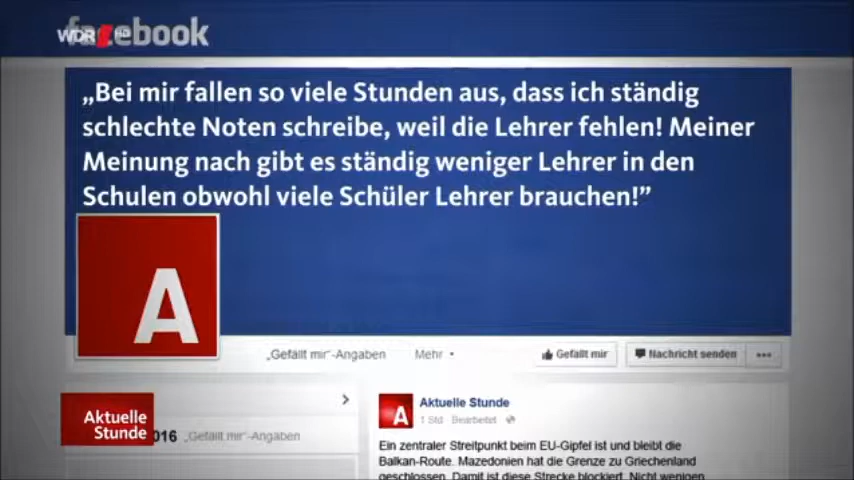 facebook
WDR HD
„Bei mir fallen so viele Stunden aus, dass ich ständig
schlechte Noten schreibe, weil die Lehrer fehlen! Meiner
Meinung nach gibt es ständig weniger Lehrer in den
Schulen obwohl viele Schüler Lehrer brauchen!”
A
„Gefällt mir“-Angaben Mehr
Gefällt mir
Nachricht senden
Aktuelle
Stunde
016 „Gefällt mir“-Angaben
A
Aktuelle Stunde
1 Std · Bearbeitet ·
Ein zentraler Streitpunkt beim EU-Gipfel ist und bleibt die
Balkan-Route. Mazedonien hat die Grenze zu Griechenland
geschlossen. Damit ist diese Strecke blockiert. Nicht wenigen